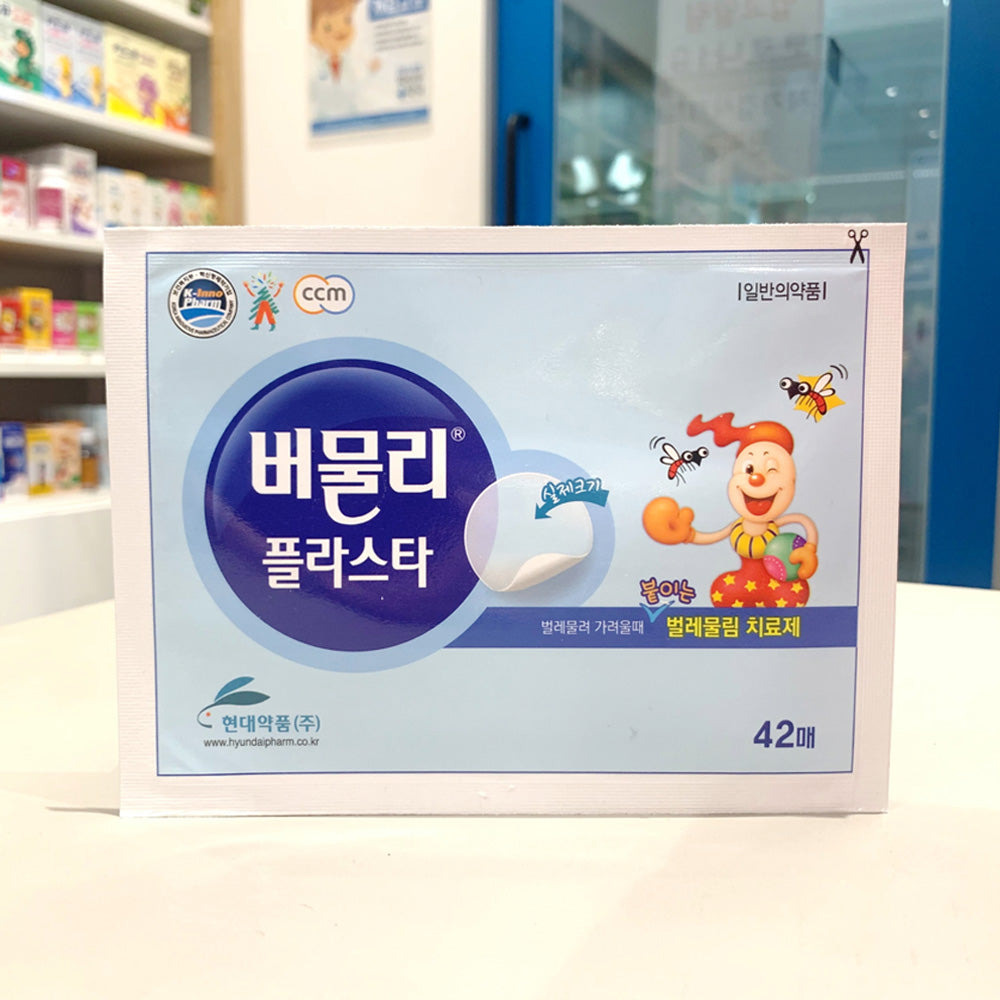 K-Inno
Pharm
ccm
|일반의약품|
버물리®
플라스타
실제크기
붙이는
벌레물려 가려울때
벌레물림 치료제
현대약품(주)
www.hyundaipharm.co.kr
42매